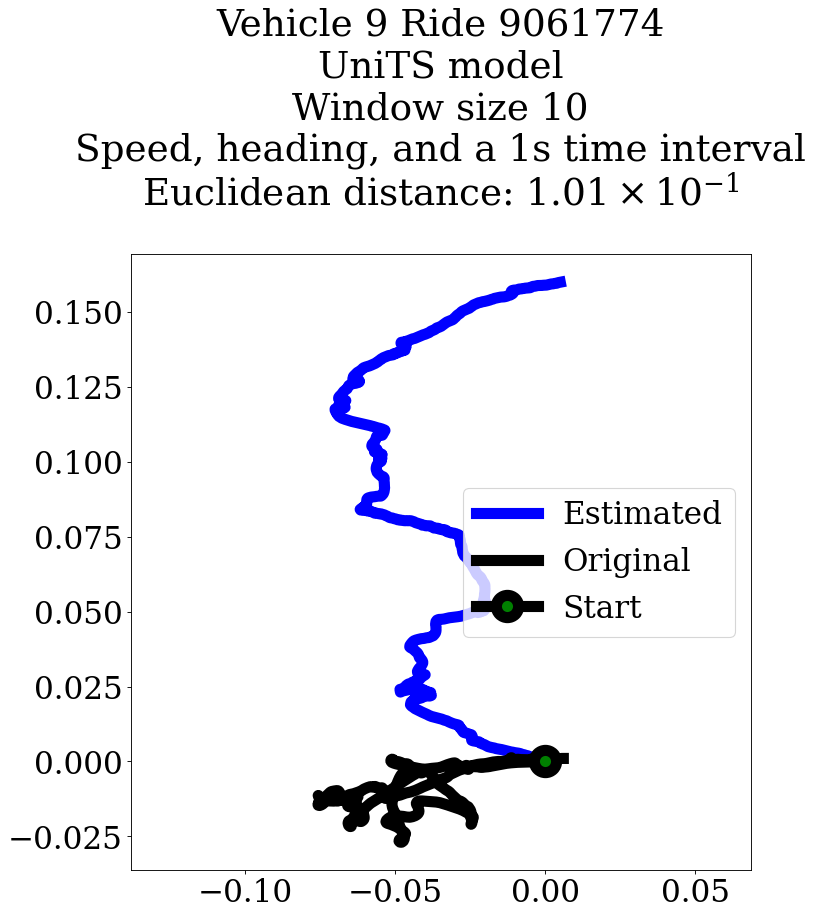 Vehicle 9 Ride 9061774
UniTS model
Window size 10
Speed, heading, and a 1s time interval
Euclidean distance: 1.01 × 10⁻¹
0.150
0.125
0.100
0.075
0.050
0.025
0.000
−0.025
Estimated
Original
Start
−0.10
−0.05
0.00
0.05